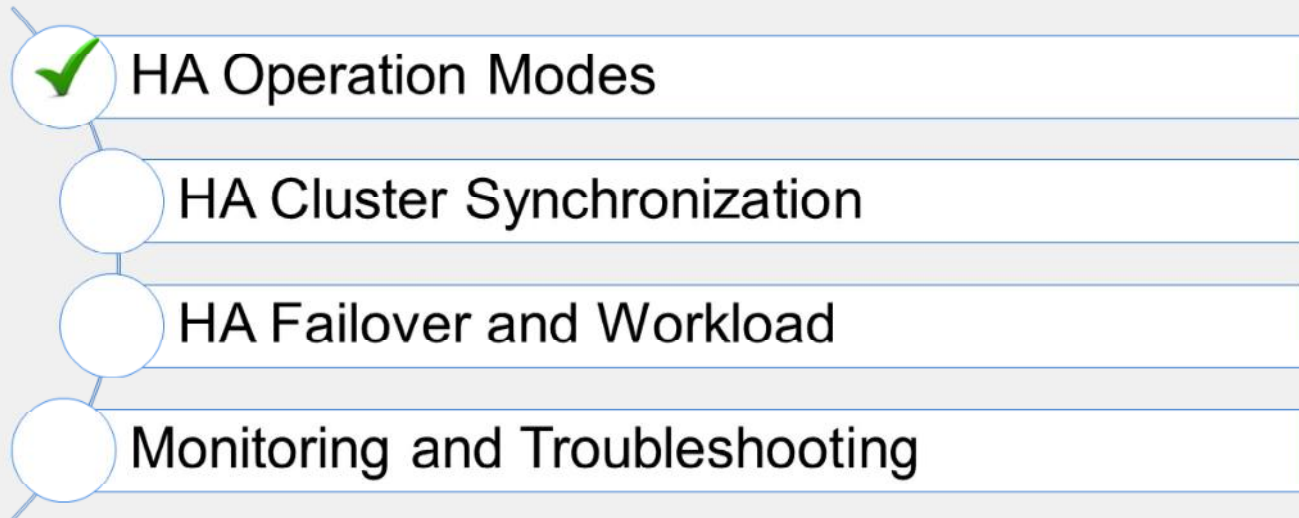 HA Operation Modes
HA Cluster Synchronization
HA Failover and Workload
Monitoring and Troubleshooting